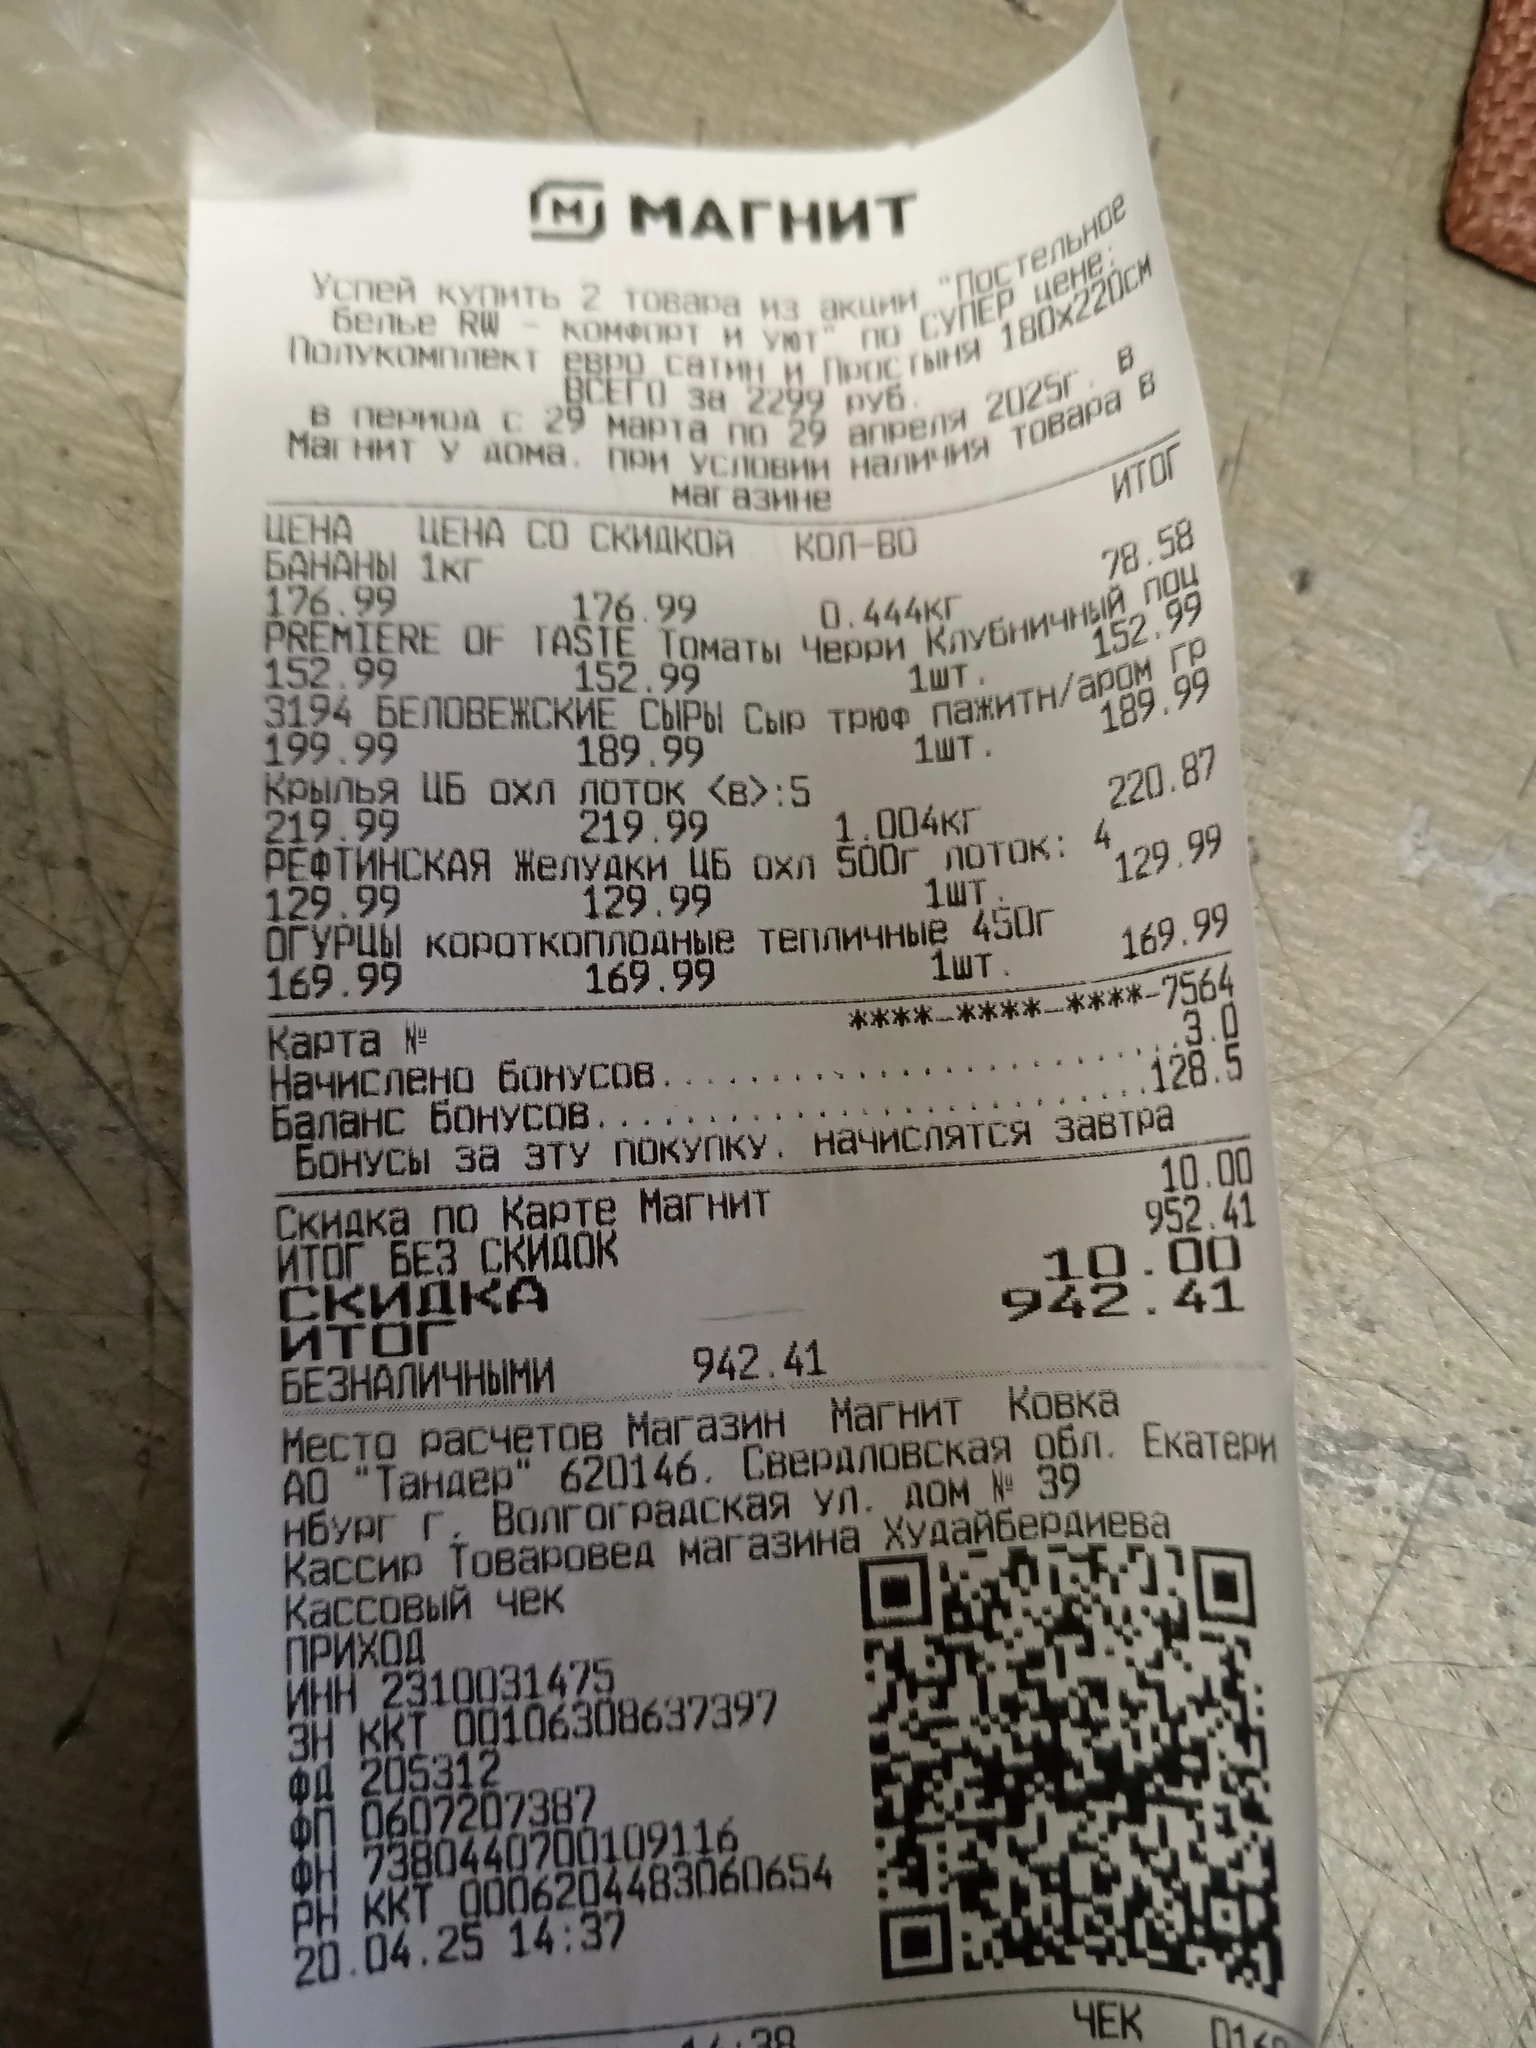 МАГНИТ
Успей купить 2 товара из акции "Постельное
белье RW - комфорт и уют" по СУПЕР цене:
Полукомплект евро сатин и Простыня 180х220см
ВСЕГО за 2299 руб.
в период с 29 марта по 29 апреля 2025г. в
Магнит У дома, при условии наличия товара в
магазине
ЦЕНА ЦЕНА СО СКИДКОЙ КОЛ-ВО ИТОГ
БАНАНЫ 1кг
176.99 176.99 0.444кг 78.58
PREMIERE OF TASTE Томаты Черри Клубничный поц
152.99 152.99 1шт. 152.99
3194 БЕЛОВЕЖСКИЕ СЫРЫ Сыр трюф пажитн/аром гр
199.99 189.99 1шт. 189.99
Крылья ЦБ охл лоток <в>:5
219.99 219.99 1.004кг 220.87
РЕФТИНСКАЯ Желудки ЦБ охл 500г лоток: 4
129.99 129.99 1шт. 129.99
ОГУРЦЫ короткоплодные тепличные 450г
169.99 169.99 1шт. 169.99
Карта № ****-****-****-7564
Начислено бонусов.......................3.0
Баланс бонусов.........................128.5
Бонусы за эту покупку, начислятся завтра
Скидка по Карте Магнит 10.00
ИТОГ БЕЗ СКИДОК 952.41
СКИДКА 10.00
ИТОГ 942.41
БЕЗНАЛИЧНЫМИ 942.41
Место расчетов Магазин Магнит Ковка
АО "Тандер" 620146, Свердловская обл. Екатери
нбург г, Волгоградская ул. дом № 39
Кассир Товаровед магазина Худайбердиева
Кассовый чек
ПРИХОД
ИНН 2310031475
ЗН ККТ 00106308637397
ФД 205312
ФП 0607207387
ФН 7380440700109116
РН ККТ 0006204483060654
20.04.25 14:37
14:38 ЧЕК